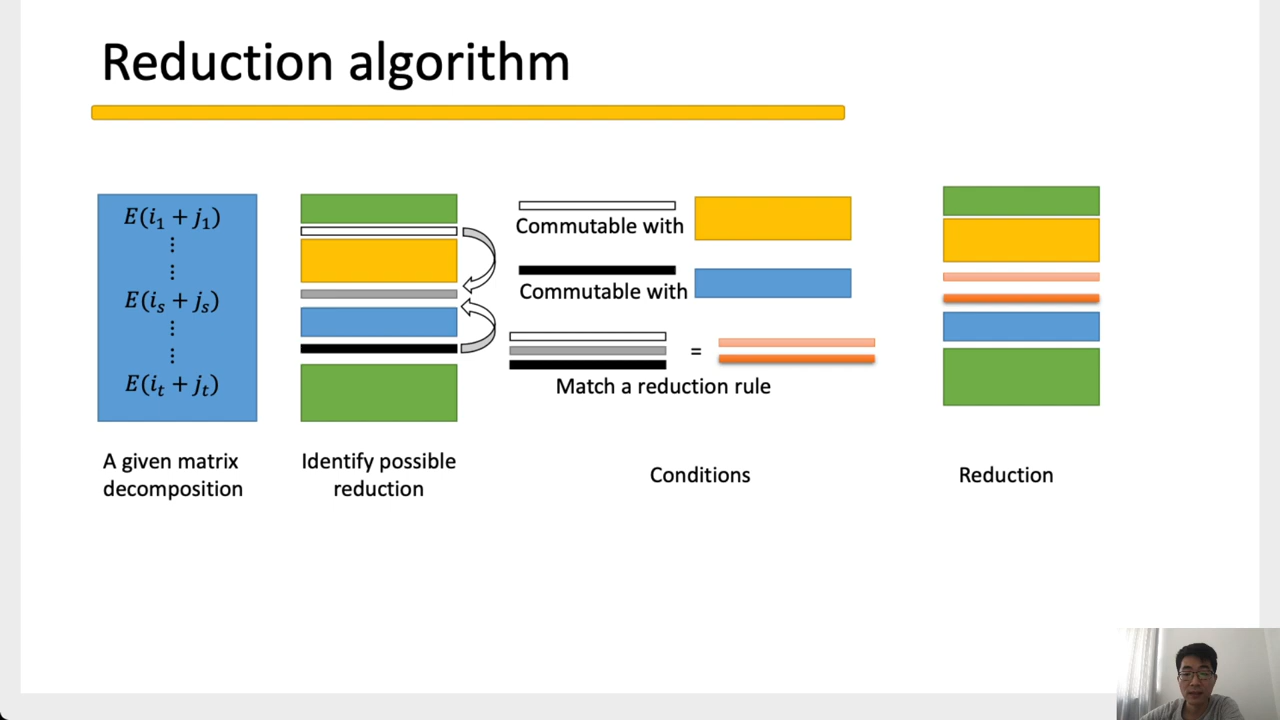 Reduction algorithm
E(i₁ + j₁)
⋮
⋮
E(iₛ + jₛ)
⋮
⋮
E(iₜ + jₜ)
A given matrix
decomposition
Identify possible
reduction
Commutable with
Commutable with
=
Match a reduction rule
Conditions
Reduction